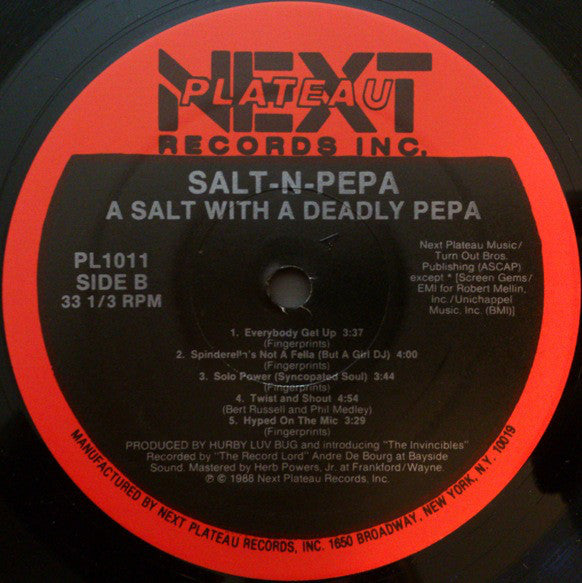 NEXT
PLATEAU
RECORDS INC.
SALT-N-PEPA
A SALT WITH A DEADLY PEPA
PL1011
SIDE B
33 1/3 RPM
Next Plateau Music/
Turn Out Bros.
Publishing (ASCAP)
except * [Screen Gems/
EMI for Robert Mellin,
Inc./Unichappel
Music, Inc. (BMI)]
1. Everybody Get Up 3:37
(Fingerprints)
2. Spinderella's Not A Fella (But A Girl DJ) 4:00
(Fingerprints)
3. Solo Power (Syncopated Soul) 3:44
(Fingerprints)
4. Twist and Shout 4:54
(Bert Russell and Phil Medley)
5. Hyped On The Mic 3:29
(Fingerprints)
PRODUCED BY HURBY LUV BUG and introducing "The Invincibles"
Recorded by "The Record Lord" Andre De Bourg at Bayside
Sound. Mastered by Herb Powers, Jr. at Frankford/Wayne.
℗ © 1988 Next Plateau Records, Inc.
MANUFACTURED BY NEXT PLATEAU RECORDS, INC. 1650 BROADWAY, NEW YORK, N.Y. 10019